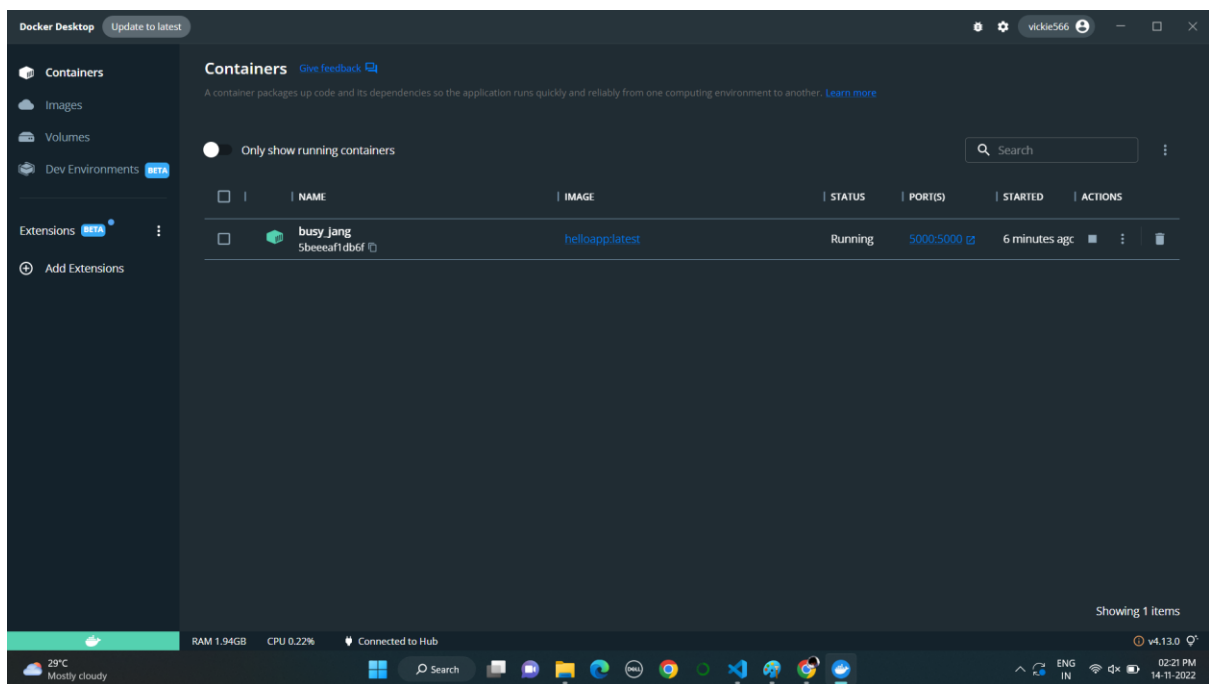 Docker Desktop Update to latest
vickie566
Containers
Images
Volumes
Dev Environments BETA
Extensions BETA
Add Extensions
Containers Give feedback
A container packages up code and its dependencies so the application runs quickly and reliably from one computing environment to another. Learn more
Only show running containers
Search
NAME IMAGE STATUS PORT(S) STARTED ACTIONS
busy_jang
5beeeaf1db6f
helloapp:latest Running 5000:5000 6 minutes agc
Showing 1 items
RAM 1.94GB CPU 0.22% Connected to Hub v4.13.0
29°C
Mostly cloudy
Search
DELL
ENG
IN
02:21 PM
14-11-2022